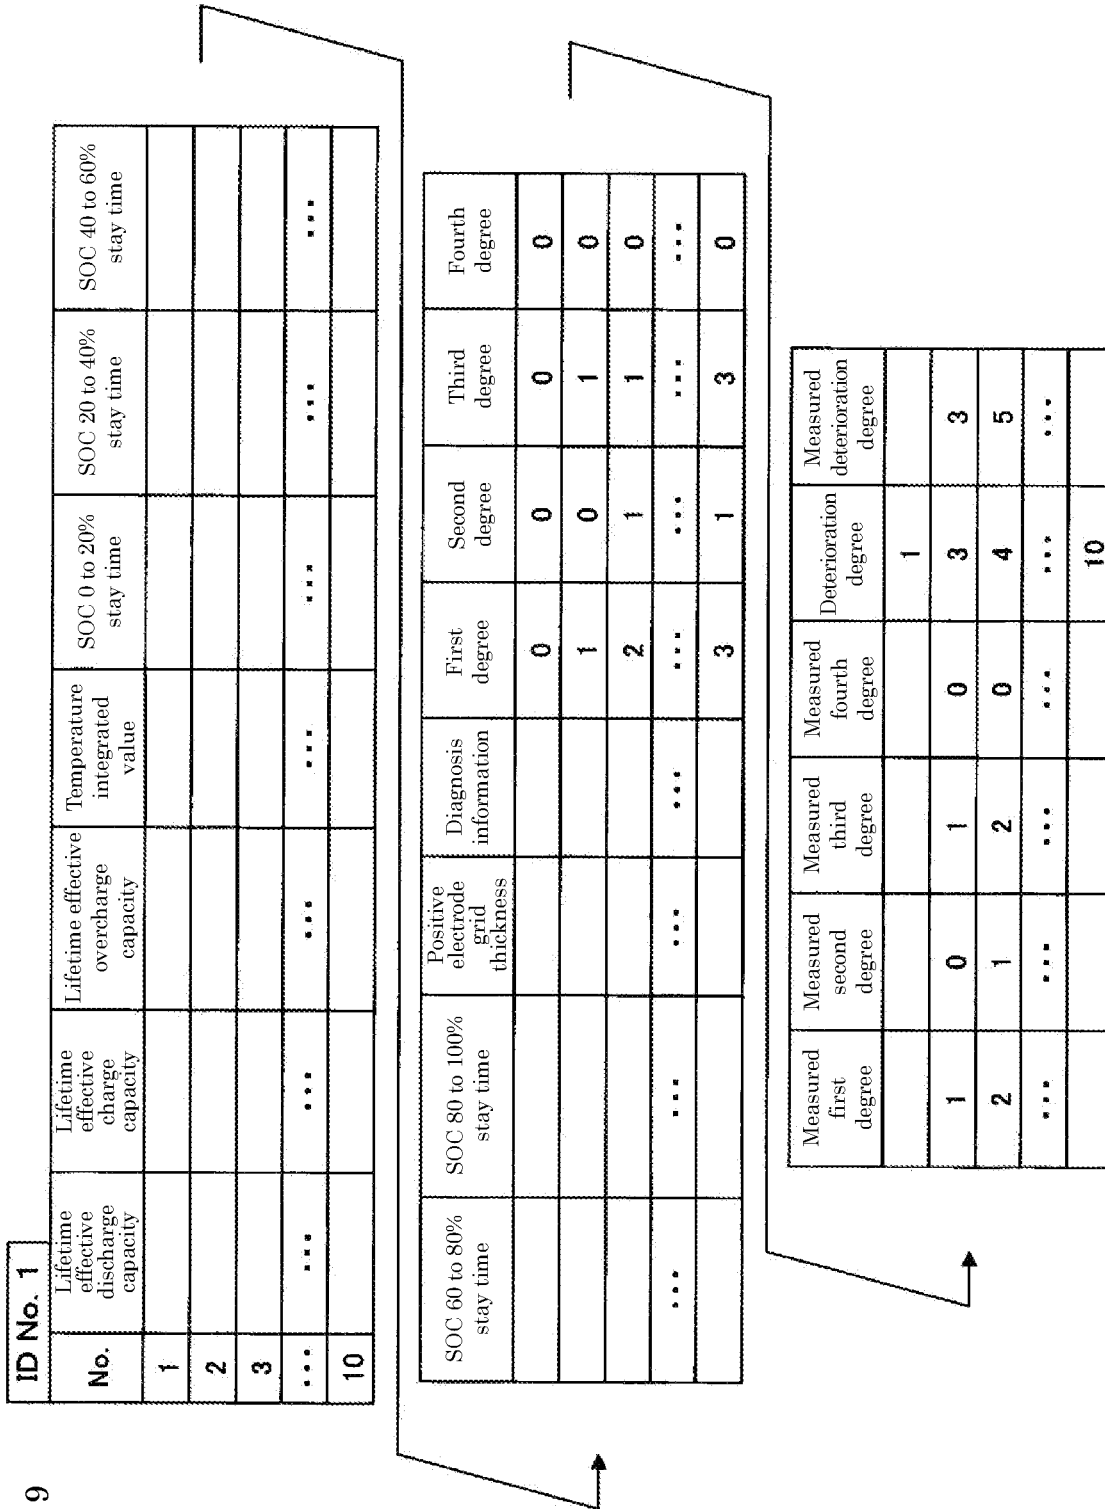 9
ID No. 1
No.
Lifetime
effective
discharge
capacity
Lifetime
effective
charge
capacity
Lifetime effective
overcharge
capacity
Temperature
integrated
value
SOC 0 to 20%
stay time
SOC 20 to 40%
stay time
SOC 40 to 60%
stay time
1
2
3
... ... ... ... ... ... ... ...
10
SOC 60 to 80%
stay time
SOC 80 to 100%
stay time
Positive
electrode
grid
thickness
Diagnosis
information
First
degree
Second
degree
Third
degree
Fourth
degree
0 0 0 0
1 0 1 0
2 1 1 0
... ... ... ... ... ... ... ...
3 1 3 0
Measured
first
degree
Measured
second
degree
Measured
third
degree
Measured
fourth
degree
Deterioration
degree
Measured
deterioration
degree
1
1 0 1 0 3 3
2 1 2 0 4 5
... ... ... ... ... ...
10